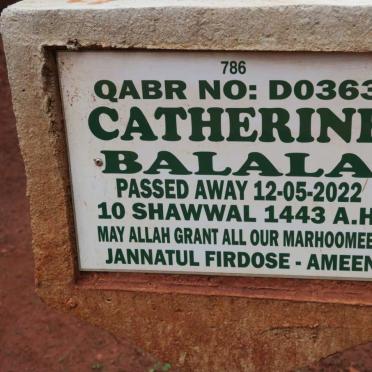 786
QABR NO: D0363
CATHERINE
BALALA
PASSED AWAY 12-05-2022
10 SHAWWAL 1443 A.H
MAY ALLAH GRANT ALL OUR MARHOOMEE
JANNATUL FIRDOSE - AMEEN